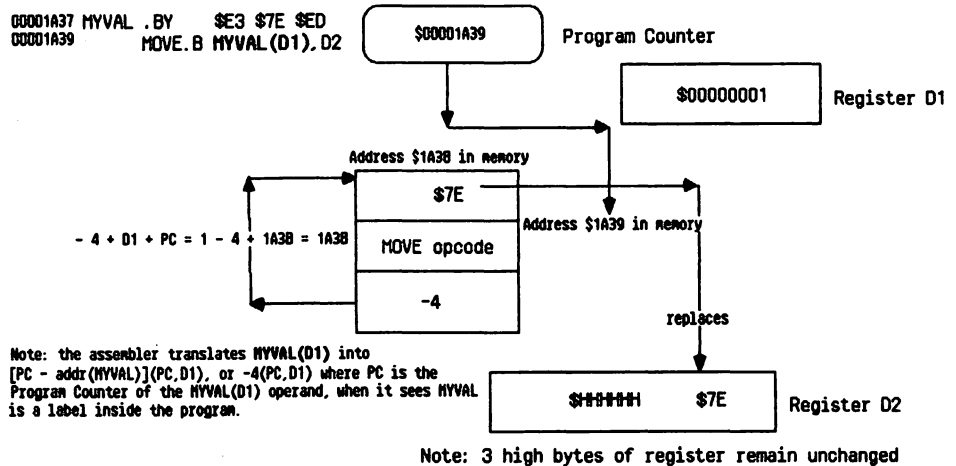 00001A37 MYVAL .BY $E3 $7E $ED
00001A39 MOVE.B MYVAL(D1),D2
$00001A39
Program Counter
$00000001
Register D1
Address $1A38 in memory
$7E
Address $1A39 in memory
- 4 + D1 + PC = 1 - 4 + 1A3B = 1A38
MOVE opcode
-4
replaces
Note: the assembler translates MYVAL(D1) into
[PC - addr(MYVAL)](PC,D1), or -4(PC,D1) where PC is the
Program Counter of the MYVAL(D1) operand, when it sees MYVAL
is a label inside the program.
$HHHHHH $7E
Register D2
Note: 3 high bytes of register remain unchanged